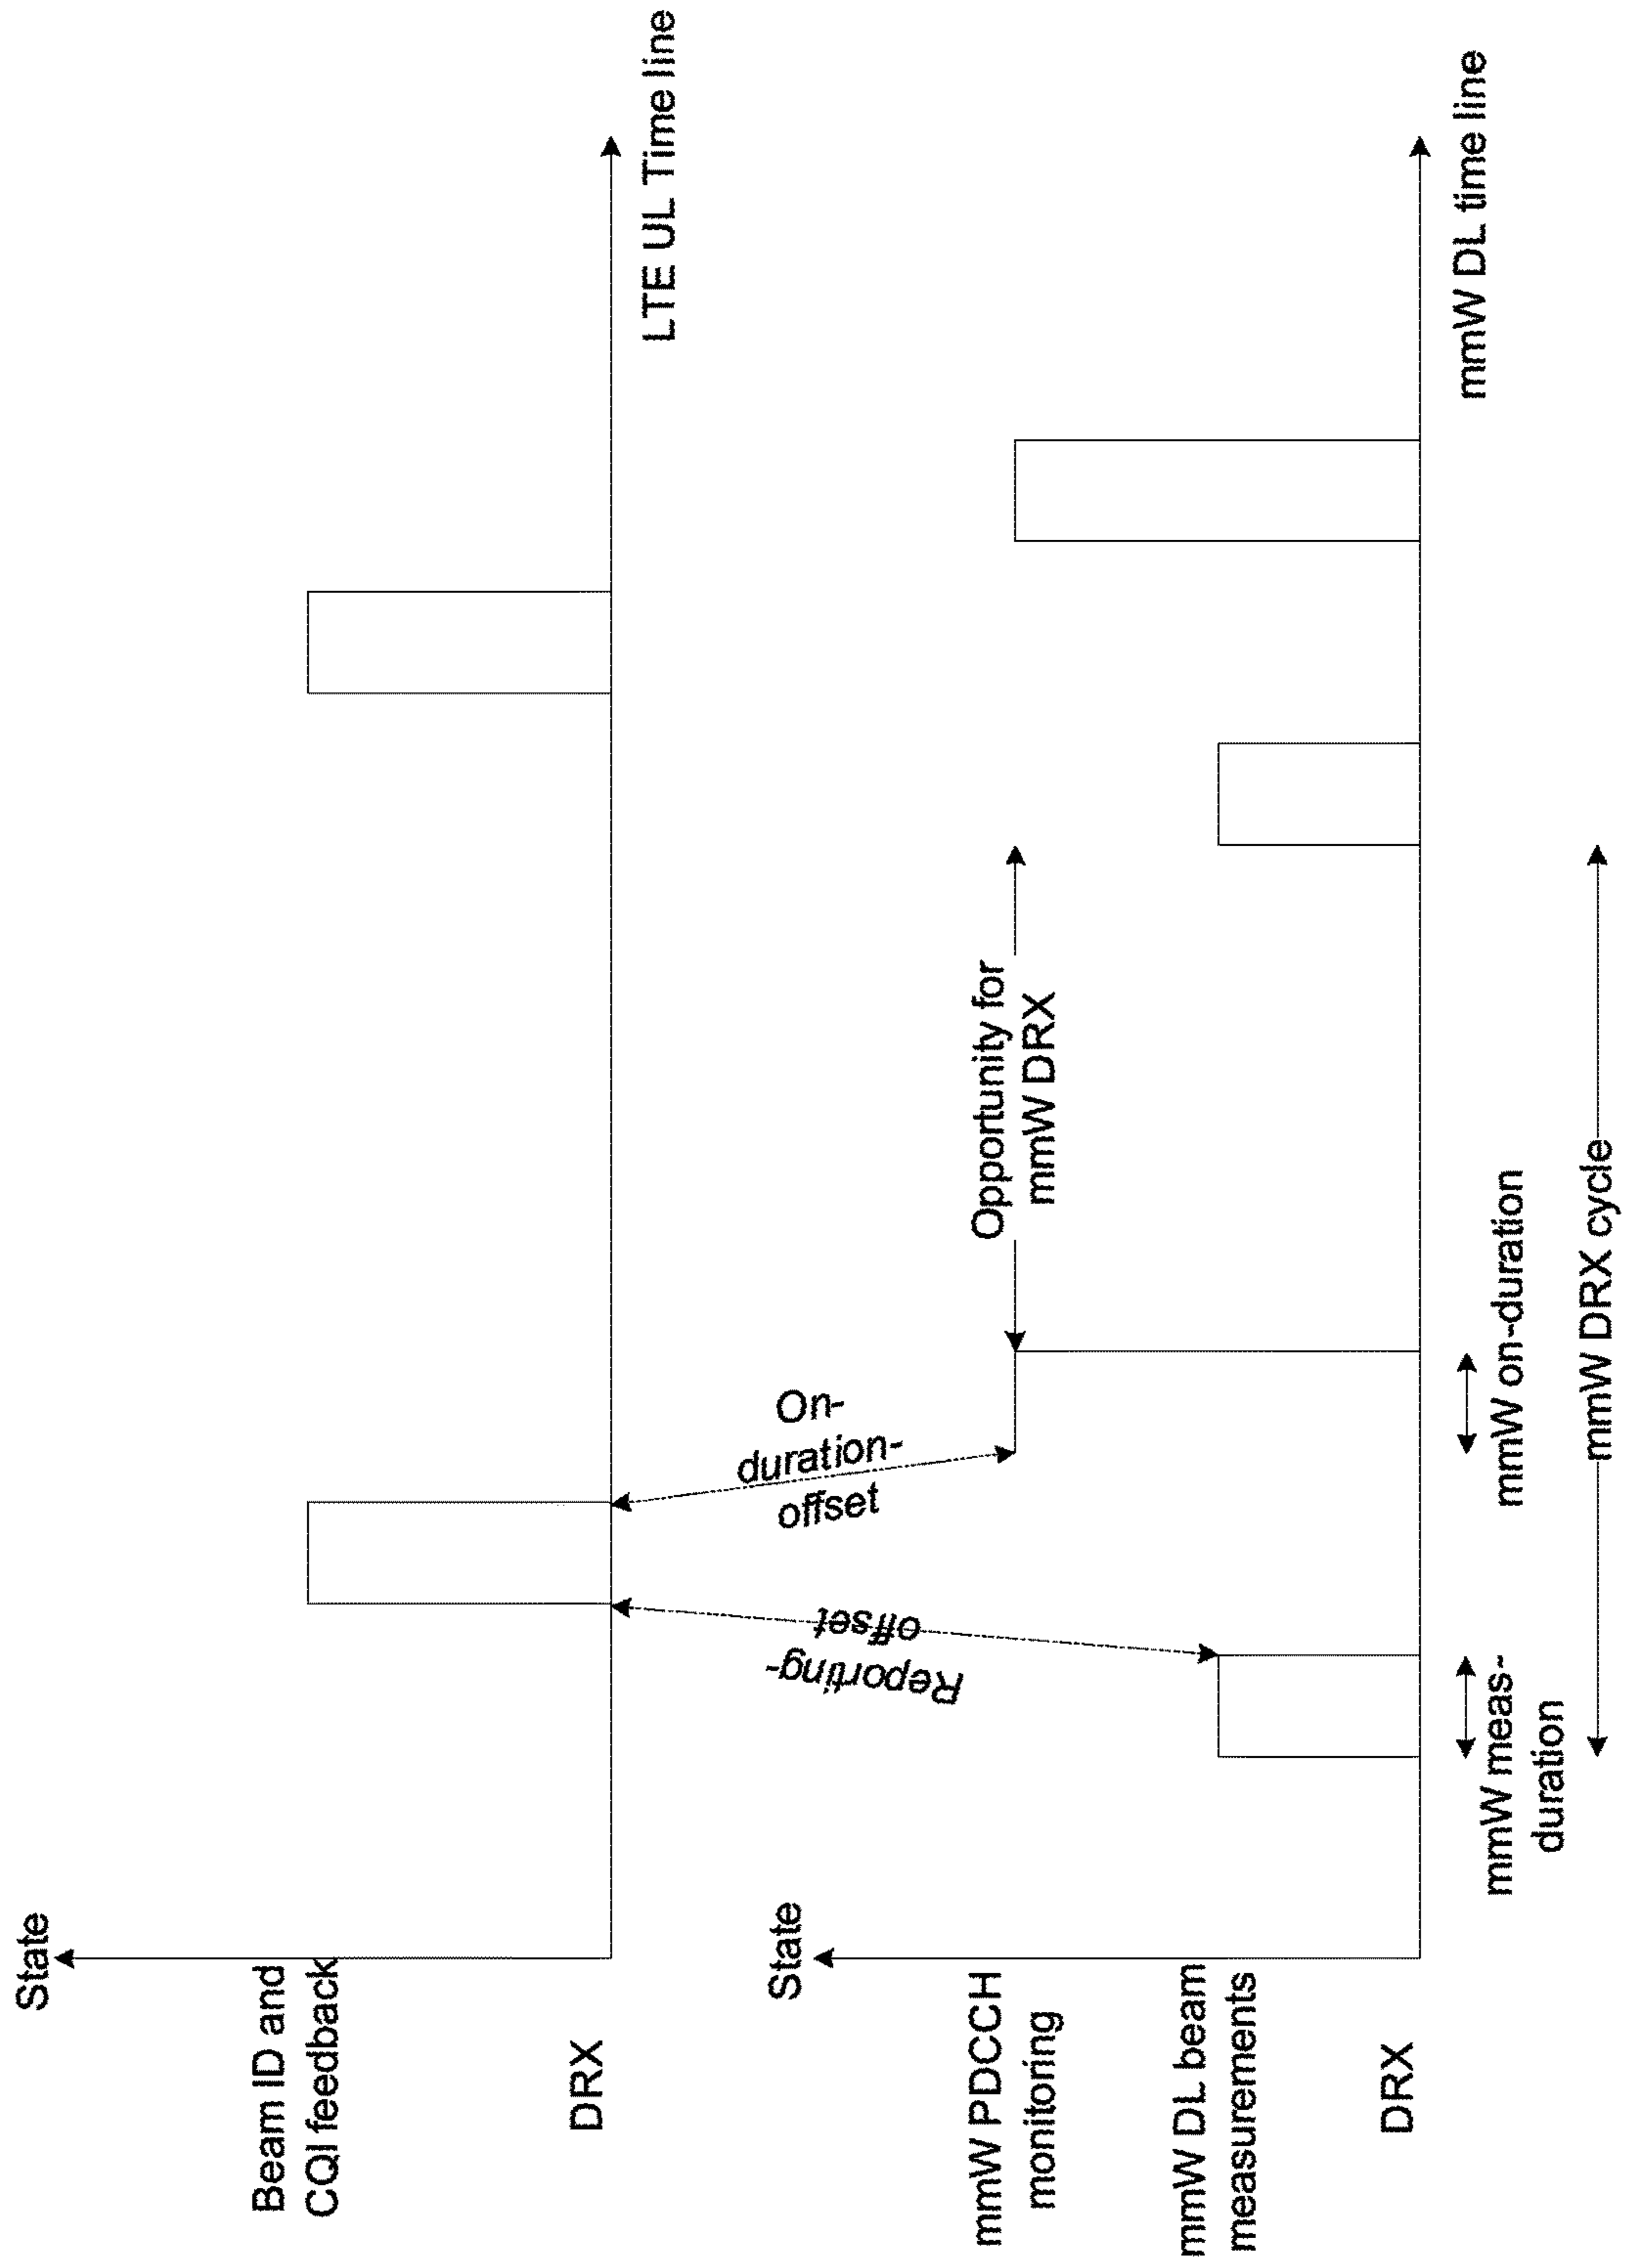 State
Beam ID and
CQI feedback
DRX
LTE UL Time line
Reporting-
offset
On-
duration-
offset
State
mmW PDCCH
monitoring
mmW DL beam
measurements
DRX
Opportunity for
mmW DRX
mmW DL time line
mmW meas-
duration
mmW on-duration
mmW DRX cycle